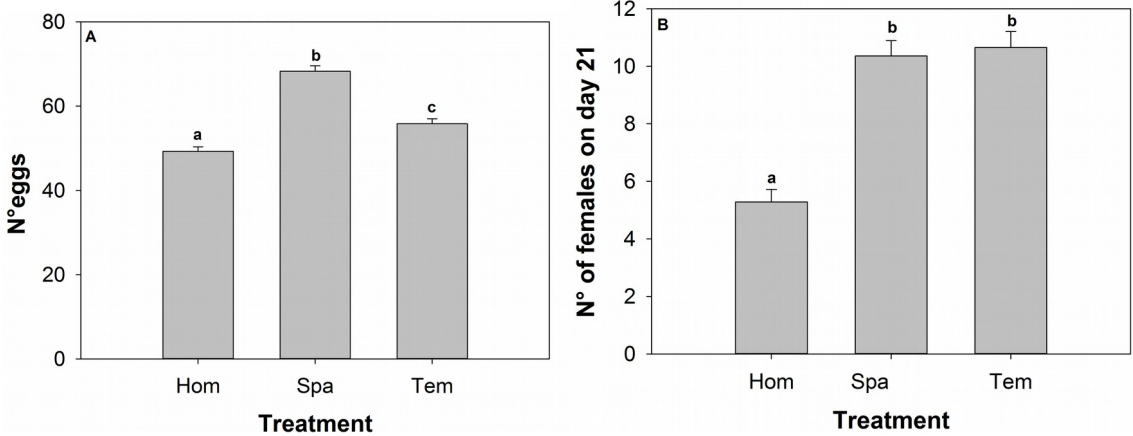 A
80
60
40
20
0
N°eggs
a
b
c
Hom
Spa
Tem
Treatment
B
12
10
8
6
4
2
0
N° of females on day 21
a
b
b
Hom
Spa
Tem
Treatment